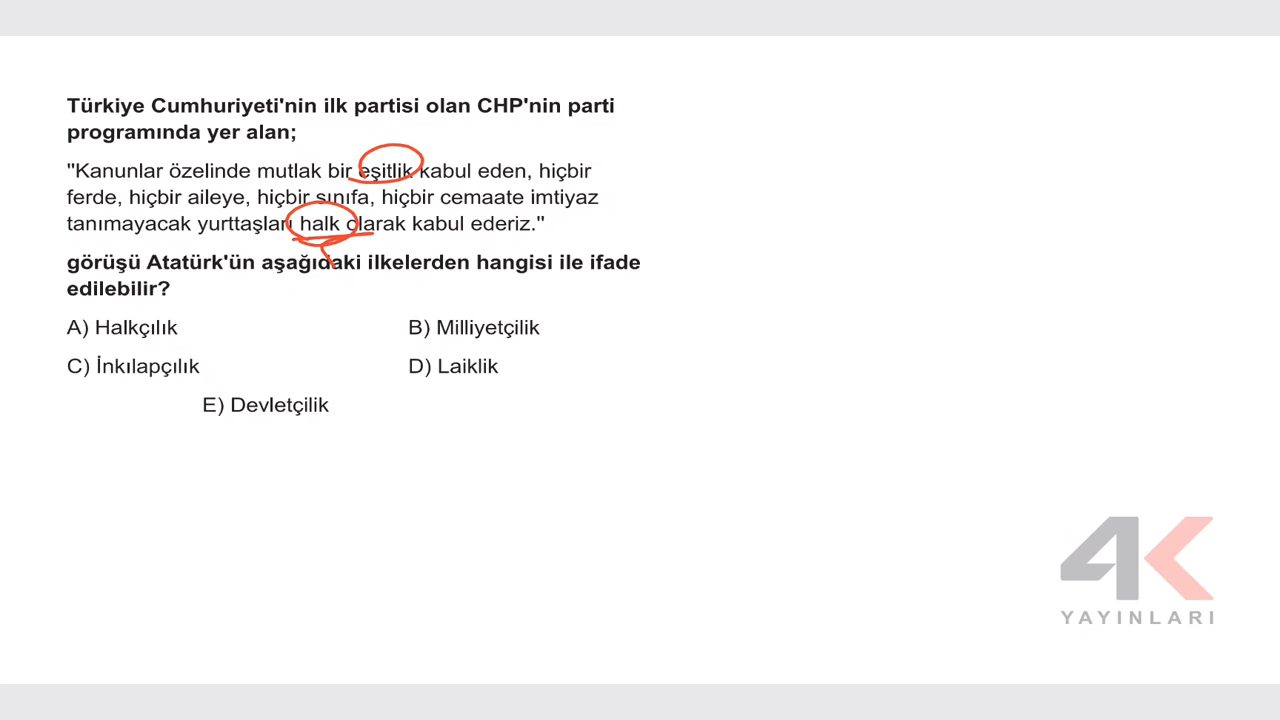 Türkiye Cumhuriyeti'nin ilk partisi olan CHP'nin parti
programında yer alan;
"Kanunlar özelinde mutlak bir eşitlik kabul eden, hiçbir
ferde, hiçbir aileye, hiçbir sınıfa, hiçbir cemaate imtiyaz
tanımayacak yurttaşları halk olarak kabul ederiz."
görüşü Atatürk'ün aşağıdaki ilkelerden hangisi ile ifade
edilebilir?
A) Halkçılık
B) Milliyetçilik
C) İnkılapçılık
D) Laiklik
E) Devletçilik
4K
YAYINLARI